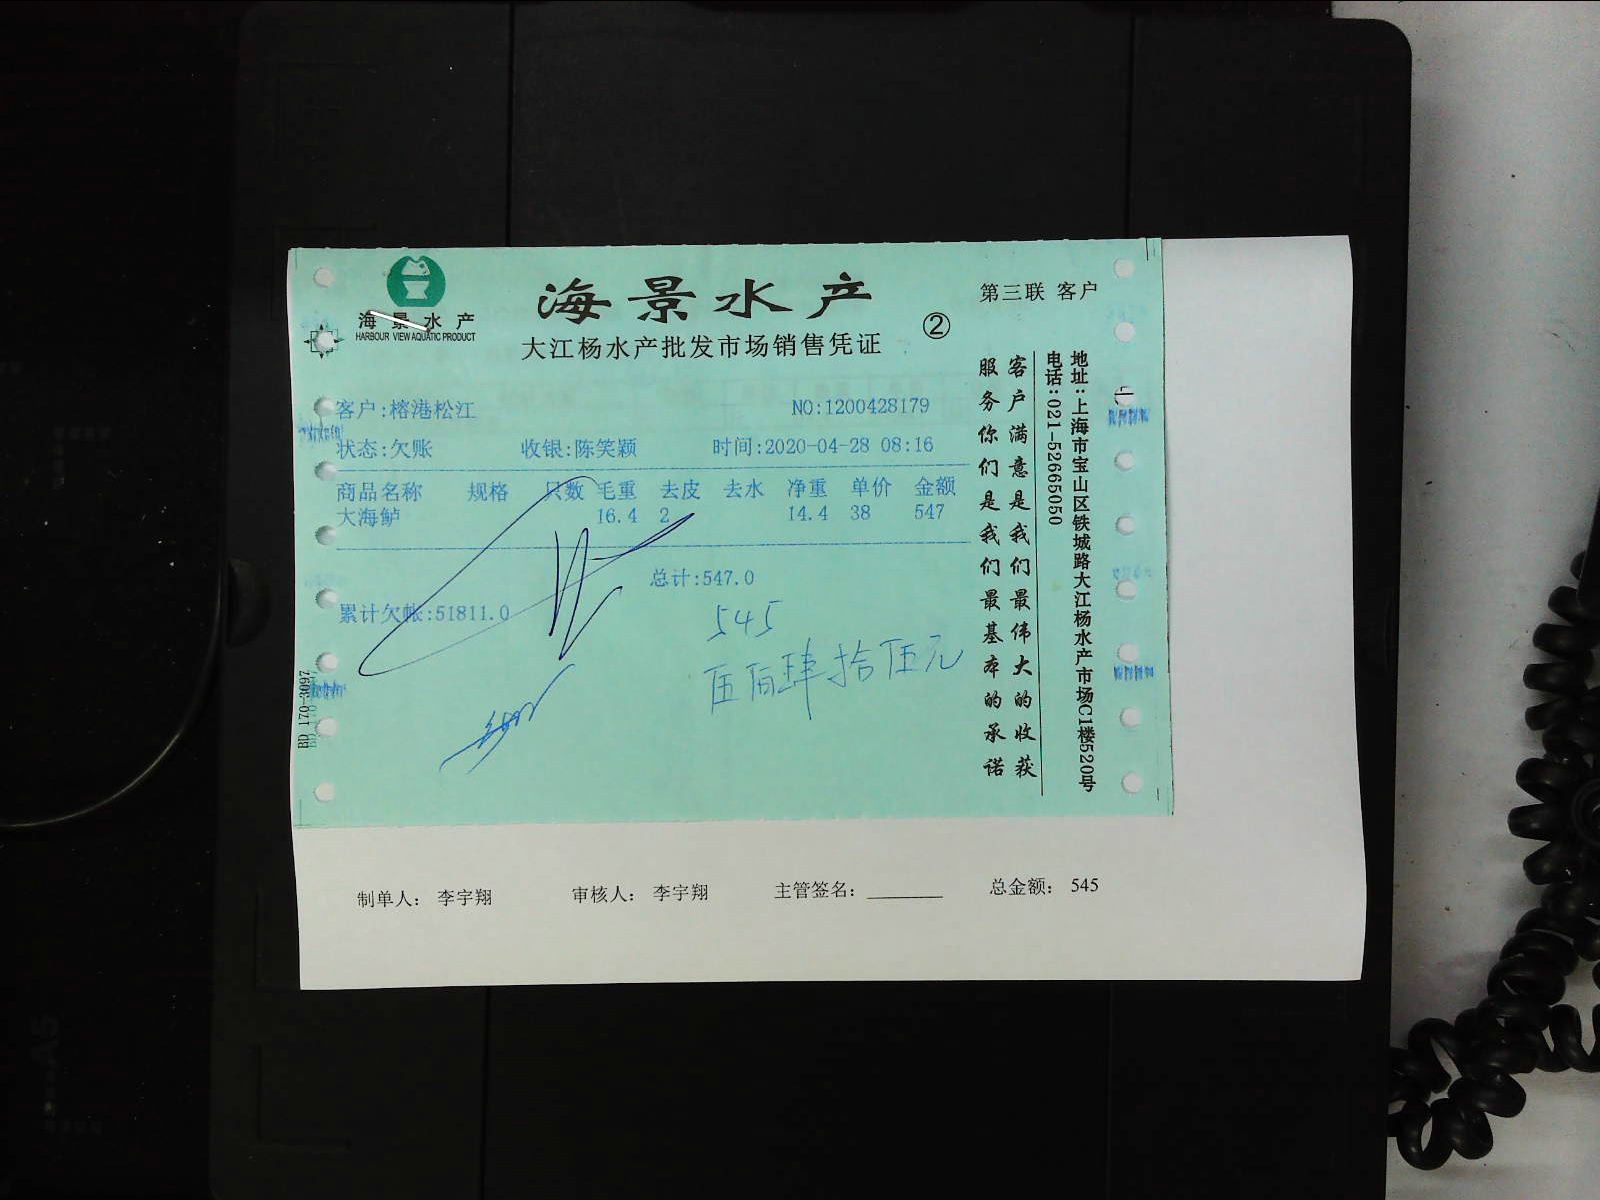 海景水产
HARBOUR VIEW AQUATIC PRODUCT
海景水产
大江杨水产批发市场销售凭证
②
第三联 客户
客户:榕港松江 NO:1200428179
状态:欠账 收银:陈笑颖 时间:2020-04-28 08:16
商品名称 规格 只数 毛重 去皮 去水 净重 单价 金额
大海鲈 16.4 2 14.4 38 547
总计:547.0
累计欠帐:51811.0
545
伍佰肆拾伍元
客户满意是我们最伟大的收获
服务你们是我们最基本的承诺
地址:上海市宝山区铁城路大江杨水产市场C1楼520号
电话:021-52665050
BD 170-3097
制单人: 李宇翔 审核人: 李宇翔 主管签名: 总金额: 545